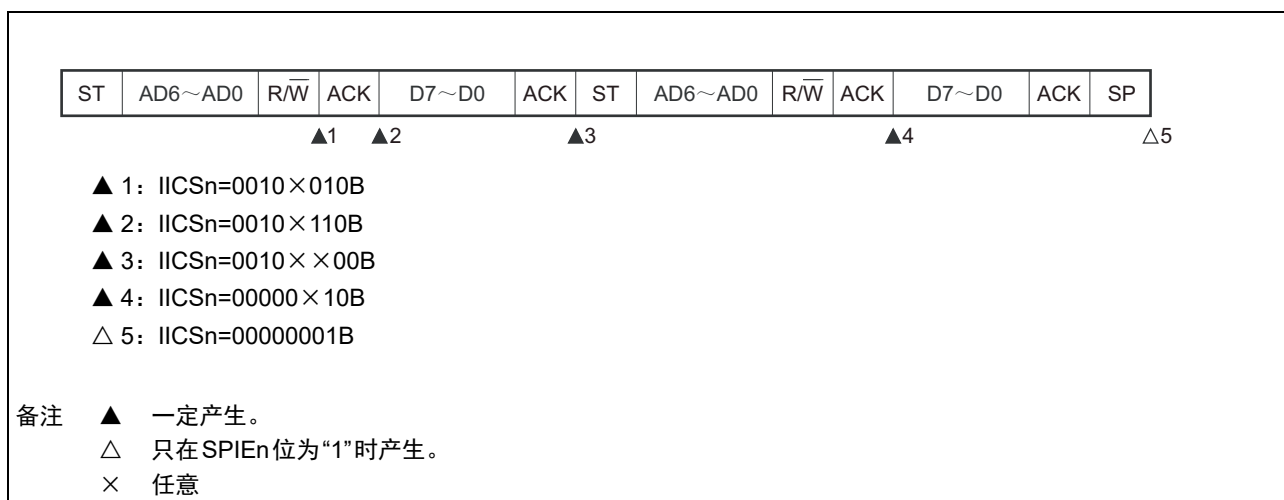 ST AD6～AD0 R/W ACK D7～D0 ACK ST AD6～AD0 R/W ACK D7～D0 ACK SP
▲1 ▲2 ▲3 ▲4 △5
▲ 1：IICSn=0010×010B
▲ 2：IICSn=0010×110B
▲ 3：IICSn=0010××00B
▲ 4：IICSn=00000×10B
△ 5：IICSn=00000001B
备注 ▲ 一定产生。
△ 只在SPIEn位为“1”时产生。
× 任意